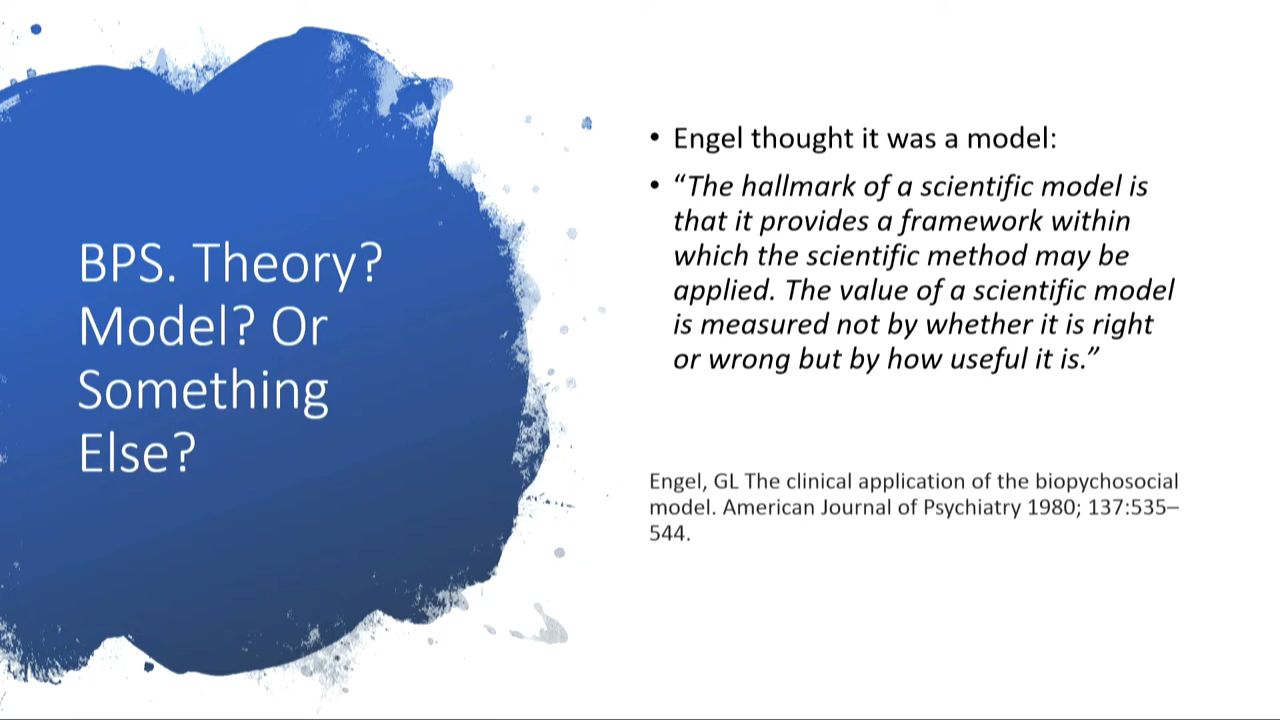 BPS. Theory?
Model? Or
Something
Else?
• Engel thought it was a model:
• “The hallmark of a scientific model is
that it provides a framework within
which the scientific method may be
applied. The value of a scientific model
is measured not by whether it is right
or wrong but by how useful it is.”
Engel, GL The clinical application of the biopychosocial
model. American Journal of Psychiatry 1980; 137:535–
544.